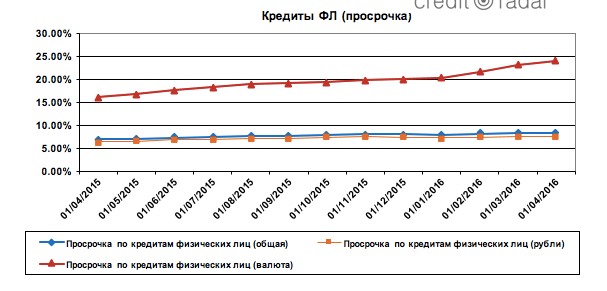 credit radar
Кредиты ФЛ (просрочка)
30.00%
25.00%
20.00%
15.00%
10.00%
5.00%
0.00%
01/04/2015 01/05/2015 01/06/2015 01/07/2015 01/08/2015 01/09/2015 01/10/2015 01/11/2015 01/12/2015 01/01/2016 01/02/2016 01/03/2016 01/04/2016
Просрочка по кредитам физических лиц (общая) Просрочка по кредитам физических лиц (рубли)
Просрочка по кредитам физических лиц (валюта)